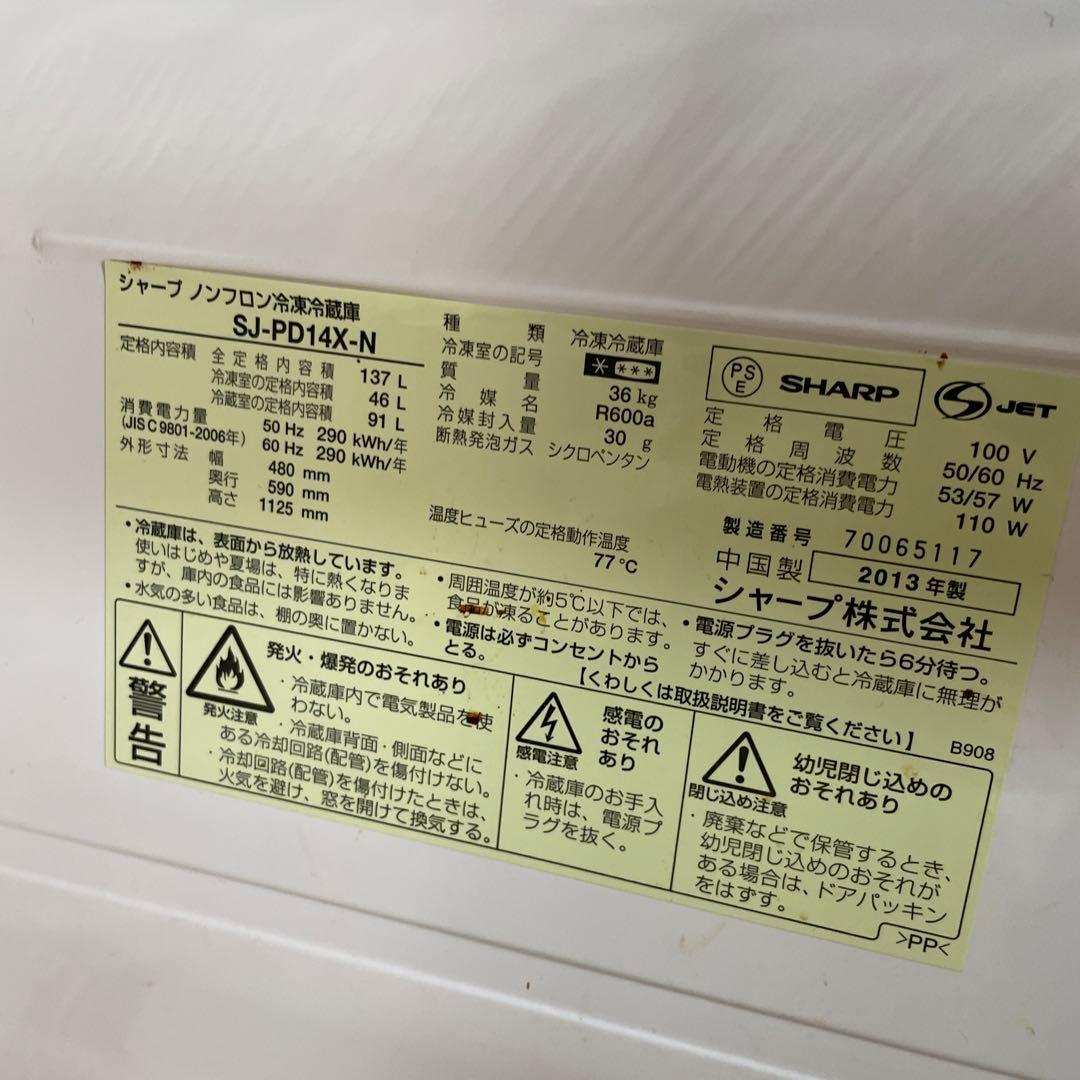 シャープ ノンフロン冷凍冷蔵庫
SJ-PD14X-N
定格内容積 全定格内容積 137 L
冷凍室の定格内容積 46 L
冷蔵室の定格内容積 91 L
消費電力量 50 Hz 290 kWh/年
(JIS C 9801-2006年) 60 Hz 290 kWh/年
外形寸法 幅 480 mm
奥行 590 mm
高さ 1125 mm
種類 冷凍冷蔵庫
冷凍室の記号 * ***
質量 36 kg
冷媒名 R600a
冷媒封入量 30 g
断熱発泡ガス シクロペンタン
温度ヒューズの定格動作温度
77℃
PS
E
SHARP
JET
定格電圧 100 V
定格周波数 50/60 Hz
電動機の定格消費電力 53/57 W
電熱装置の定格消費電力 110 W
製造番号 70065117
中国製 2013年製
シャープ株式会社
・冷蔵庫は、表面から放熱しています。
使いはじめや夏場は、特に熱くなりま
すが、庫内の食品には影響ありません。
・水気の多い食品は、棚の奥に置かない。
・周囲温度が約5℃以下では、
食品が凍ることがあります。
・電源は必ずコンセントから
とる。
・電源プラグを抜いたら6分待つ。
すぐに差し込むと冷蔵庫に無理が
かかります。
【くわしくは取扱説明書をご覧ください】
B908
警告
発火注意
発火・爆発のおそれあり
・冷蔵庫内で電気製品を使
わない。
・冷蔵庫背面・側面などに
ある冷却回路(配管)を傷付けない。
・冷却回路(配管)を傷付けたときは、
火気を避け、窓を開けて換気する。
感電注意
感電の
おそれ
あり
・冷蔵庫のお手入
れ時は、電源プ
ラグを抜く。
閉じ込め注意
幼児閉じ込めの
おそれあり
・廃棄などで保管するとき、
幼児閉じ込めのおそれが
ある場合は、ドアパッキン
をはずす。
>PP<